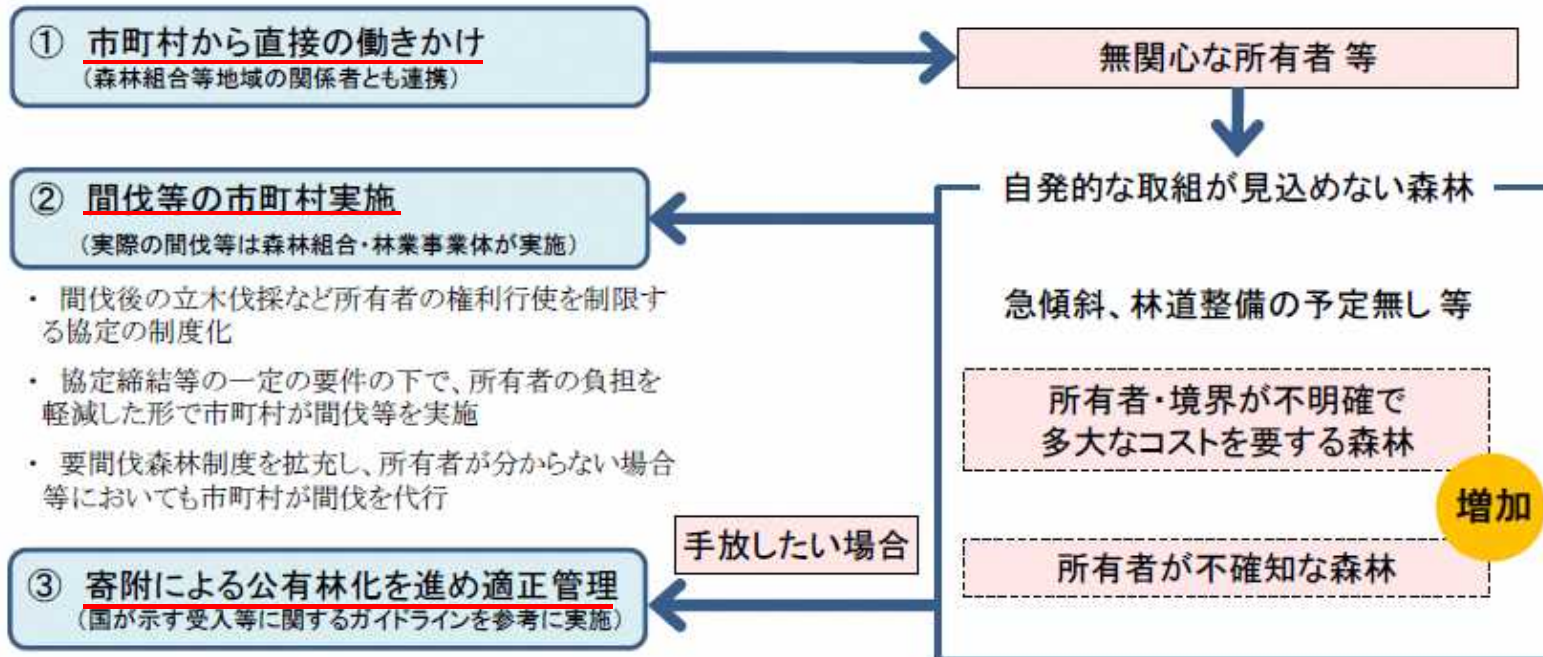 ① 市町村から直接の働きかけ
（森林組合等地域の関係者とも連携）
無関心な所有者 等
② 間伐等の市町村実施
（実際の間伐等は森林組合・林業事業体が実施）
・ 間伐後の立木伐採など所有者の権利行使を制限す
る協定の制度化
・ 協定締結等の一定の要件の下で、所有者の負担を
軽減した形で市町村が間伐等を実施
・ 要間伐森林制度を拡充し、所有者が分からない場合
等においても市町村が間伐を代行
自発的な取組が見込めない森林
急傾斜、林道整備の予定無し 等
所有者・境界が不明確で
多大なコストを要する森林
増加
所有者が不確知な森林
手放したい場合
③ 寄附による公有林化を進め適正管理
（国が示す受入等に関するガイドラインを参考に実施）